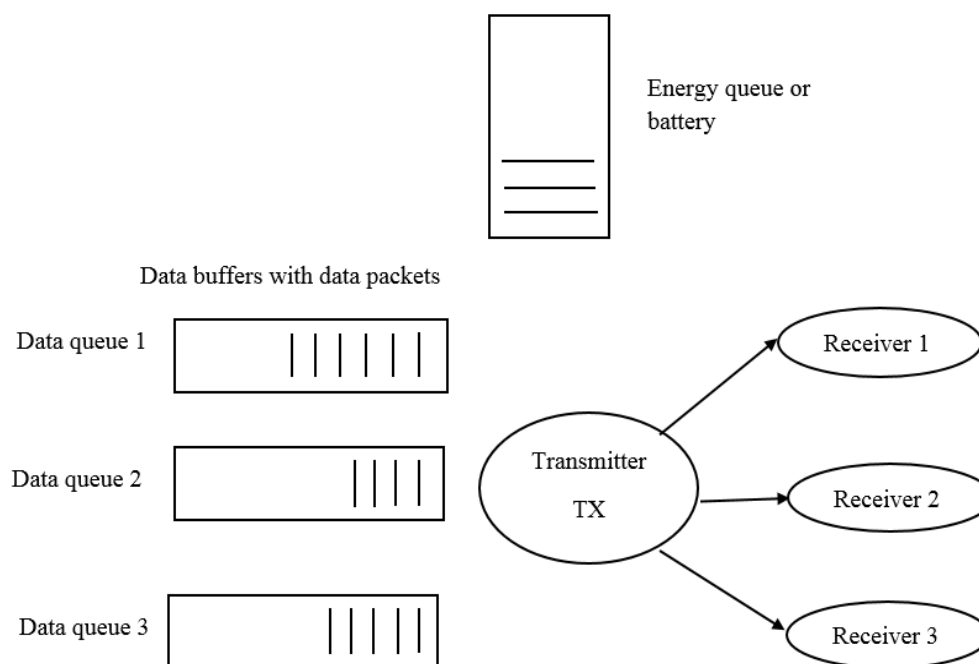 Energy queue or
battery
Data buffers with data packets
Data queue 1
Receiver 1
Data queue 2
Transmitter
TX
Receiver 2
Data queue 3
Receiver 3